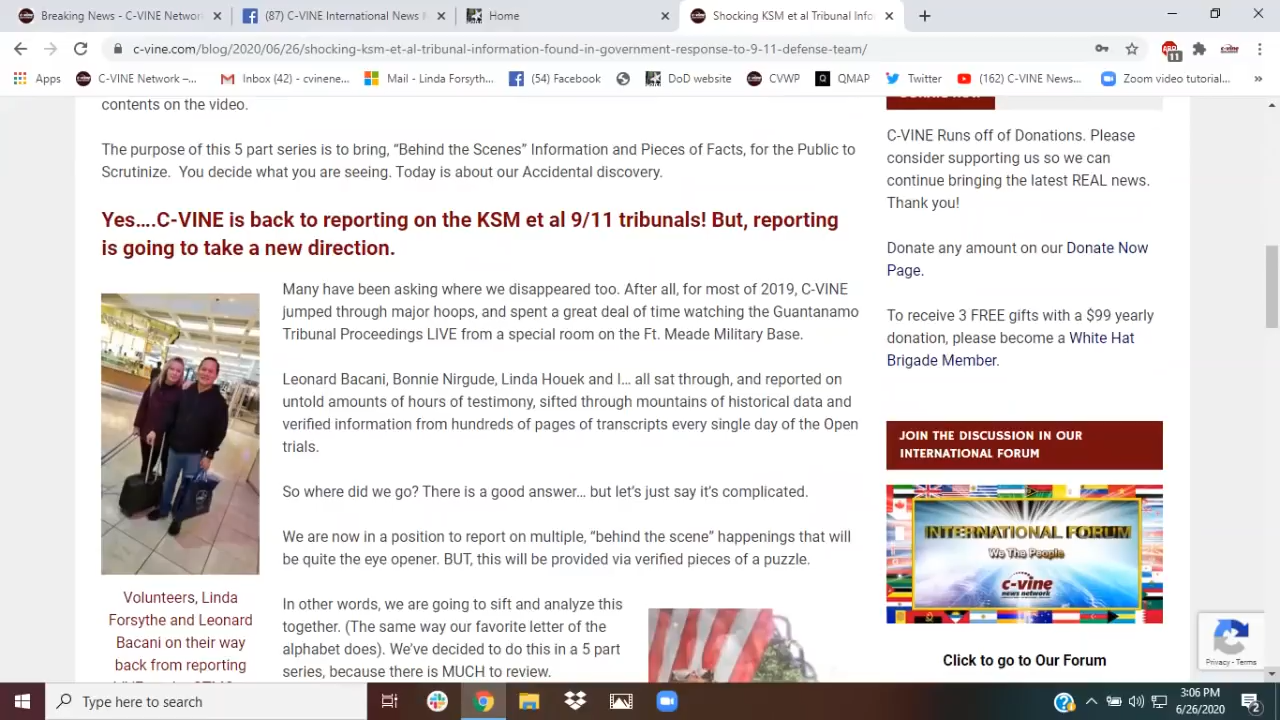 Breaking News - C-VINE Network
(87) C-VINE International News
Home
Shocking KSM et al Tribunal Info
c-vine.com/blog/2020/06/26/shocking-ksm-et-al-tribunal-information-found-in-government-response-to-9-11-defense-team/
11
Apps
C-VINE Network –...
Inbox (42) - cvinene...
Mail - Linda Forsyth...
(54) Facebook
DoD website
CVWP
Q
QMAP
Twitter
(162) C-VINE News...
Zoom video tutorial...
»
contents on the video.
The purpose of this 5 part series is to bring, “Behind the Scenes” Information and Pieces of Facts, for the Public to
Scrutinize.  You decide what you are seeing. Today is about our Accidental discovery.
Yes….C-VINE is back to reporting on the KSM et al 9/11 tribunals! But, reporting
is going to take a new direction.
Many have been asking where we disappeared too. After all, for most of 2019, C-VINE
jumped through major hoops, and spent a great deal of time watching the Guantanamo
Tribunal Proceedings LIVE from a special room on the Ft. Meade Military Base.
Leonard Bacani, Bonnie Nirgude, Linda Houek and I… all sat through, and reported on
untold amounts of hours of testimony, sifted through mountains of historical data and
verified information from hundreds of pages of transcripts every single day of the Open
trials.
So where did we go? There is a good answer… but let’s just say it’s complicated.
We are now in a position to report on multiple, “behind the scene” happenings that will
be quite the eye opener. BUT, this will be provided via verified pieces of a puzzle.
In other words, we are going to sift and analyze this
together. (The same way our favorite letter of the
alphabet does). We’ve decided to do this in a 5 part
series, because there is MUCH to review.
Volunteers, Linda
Forsythe and Leonard
Bacani on their way
back from reporting
C-VINE Runs off of Donations. Please
consider supporting us so we can
continue bringing the latest REAL news.
Thank you!
Donate any amount on our Donate Now
Page.
To receive 3 FREE gifts with a $99 yearly
donation, please become a White Hat
Brigade Member.
JOIN THE DISCUSSION IN OUR
INTERNATIONAL FORUM
INTERNATIONAL FORUM
We The People
c-vine
news network
Click to go to Our Forum
Privacy - Terms
Type here to search
3:06 PM
6/26/2020
2